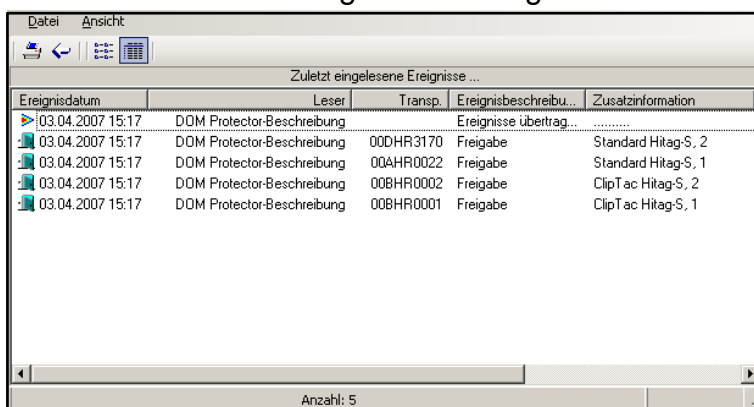 Datei Ansicht
Zuletzt eingelesene Ereignisse ...
Ereignisdatum Leser Transp. Ereignisbeschreibu... Zusatzinformation
03.04.2007 15:17 DOM Protector-Beschreibung Ereignisse übertrag... ..........
03.04.2007 15:17 DOM Protector-Beschreibung 00DHR3170 Freigabe Standard Hitag-S, 2
03.04.2007 15:17 DOM Protector-Beschreibung 00AHR0022 Freigabe Standard Hitag-S, 1
03.04.2007 15:17 DOM Protector-Beschreibung 00BHR0002 Freigabe ClipTac Hitag-S, 2
03.04.2007 15:17 DOM Protector-Beschreibung 00BHR0001 Freigabe ClipTac Hitag-S, 1
Anzahl: 5